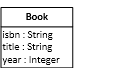 Book
isbn : String
title : String
year : Integer